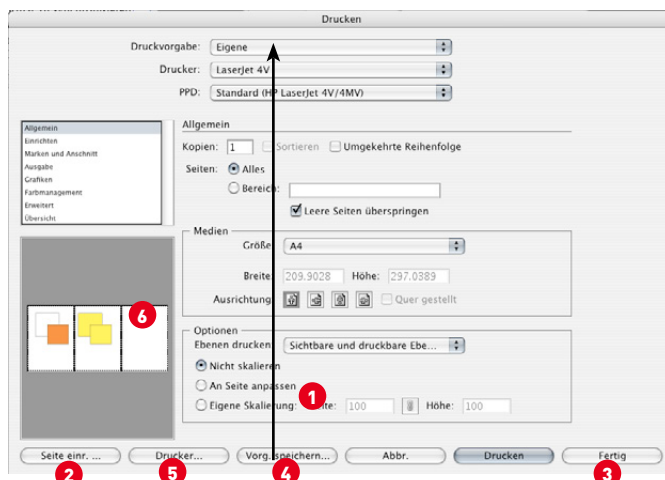 Drucken
Druckvorgabe: Eigene
Drucker: LaserJet 4V
PPD: Standard (HP LaserJet 4V/4MV)
Allgemein
Einrichten
Marken und Anschnitt
Ausgabe
Grafiken
Farbmanagement
Erweitert
Übersicht
Allgemein
Kopien: 1 Sortieren Umgekehrte Reihenfolge
Seiten: Alles
Bereich:
Leere Seiten überspringen
Medien
Größe: A4
Breite: 209.9028 Höhe: 297.0389
Ausrichtung: Quer gestellt
Optionen
Ebenen drucken: Sichtbare und druckbare Ebe...
Nicht skalieren
An Seite anpassen
Eigene Skalierung: 100 Höhe: 100
1
6
Seite einr. ... Drucker... Vorg. speichern... Abbr. Drucken Fertig
2 5 4 3